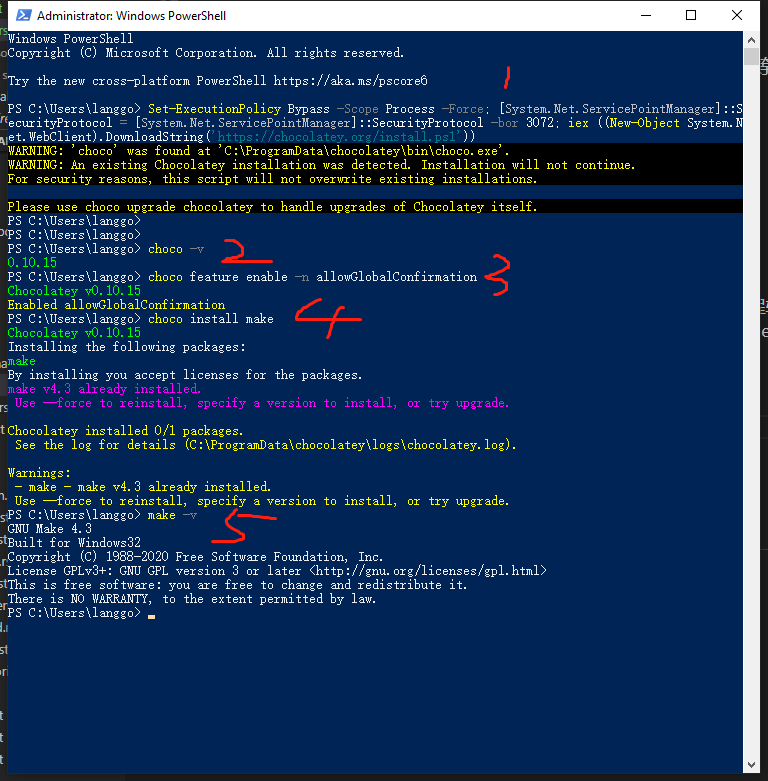 Administrator: Windows PowerShell
Windows PowerShell
Copyright (C) Microsoft Corporation. All rights reserved.
Try the new cross-platform PowerShell https://aka.ms/pscore6
1
PS C:\Users\langgo> Set-ExecutionPolicy Bypass -Scope Process -Force; [System.Net.ServicePointManager]::S
ecurityProtocol = [System.Net.ServicePointManager]::SecurityProtocol -bor 3072; iex ((New-Object System.N
et.WebClient).DownloadString('https://chocolatey.org/install.ps1'))
WARNING: 'choco' was found at 'C:\ProgramData\chocolatey\bin\choco.exe'.
WARNING: An existing Chocolatey installation was detected. Installation will not continue.
For security reasons, this script will not overwrite existing installations.
Please use choco upgrade chocolatey to handle upgrades of Chocolatey itself.
PS C:\Users\langgo>
PS C:\Users\langgo>
PS C:\Users\langgo> choco -v
2
0.10.15
PS C:\Users\langgo> choco feature enable -n allowGlobalConfirmation
3
Chocolatey v0.10.15
Enabled allowGlobalConfirmation
PS C:\Users\langgo> choco install make
4
Chocolatey v0.10.15
Installing the following packages:
make
By installing you accept licenses for the packages.
make v4.3 already installed.
Use --force to reinstall, specify a version to install, or try upgrade.
Chocolatey installed 0/1 packages.
See the log for details (C:\ProgramData\chocolatey\logs\chocolatey.log).
Warnings:
- make - make v4.3 already installed.
Use --force to reinstall, specify a version to install, or try upgrade.
PS C:\Users\langgo> make -v
5
GNU Make 4.3
Built for Windows32
Copyright (C) 1988-2020 Free Software Foundation, Inc.
License GPLv3+: GNU GPL version 3 or later <http://gnu.org/licenses/gpl.html>
This is free software: you are free to change and redistribute it.
There is NO WARRANTY, to the extent permitted by law.
PS C:\Users\langgo>